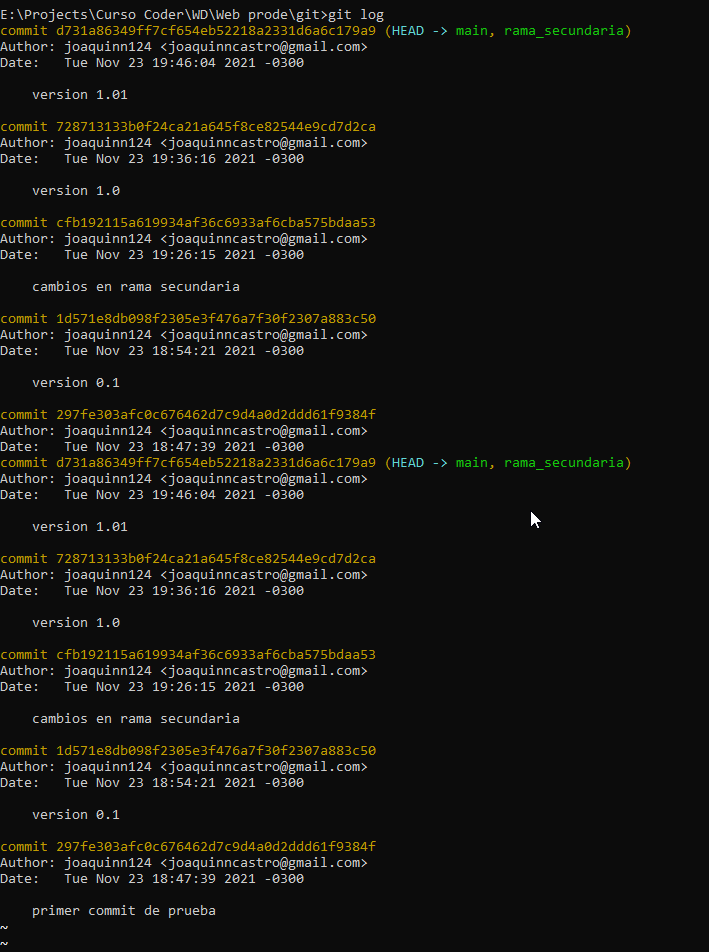 E:\Projects\Curso Coder\WD\Web prode\git>git log
commit d731a86349ff7cf654eb52218a2331d6a6c179a9 (HEAD -> main, rama_secundaria)
Author: joaquinn124 <joaquinncastro@gmail.com>
Date:   Tue Nov 23 19:46:04 2021 -0300

    version 1.01

commit 728713133b0f24ca21a645f8ce82544e9cd7d2ca
Author: joaquinn124 <joaquinncastro@gmail.com>
Date:   Tue Nov 23 19:36:16 2021 -0300

    version 1.0

commit cfb192115a619934af36c6933af6cba575bdaa53
Author: joaquinn124 <joaquinncastro@gmail.com>
Date:   Tue Nov 23 19:26:15 2021 -0300

    cambios en rama secundaria

commit 1d571e8db098f2305e3f476a7f30f2307a883c50
Author: joaquinn124 <joaquinncastro@gmail.com>
Date:   Tue Nov 23 18:54:21 2021 -0300

    version 0.1

commit 297fe303afc0c676462d7c9d4a0d2ddd61f9384f
Author: joaquinn124 <joaquinncastro@gmail.com>
Date:   Tue Nov 23 18:47:39 2021 -0300
commit d731a86349ff7cf654eb52218a2331d6a6c179a9 (HEAD -> main, rama_secundaria)
Author: joaquinn124 <joaquinncastro@gmail.com>
Date:   Tue Nov 23 19:46:04 2021 -0300

    version 1.01

commit 728713133b0f24ca21a645f8ce82544e9cd7d2ca
Author: joaquinn124 <joaquinncastro@gmail.com>
Date:   Tue Nov 23 19:36:16 2021 -0300

    version 1.0

commit cfb192115a619934af36c6933af6cba575bdaa53
Author: joaquinn124 <joaquinncastro@gmail.com>
Date:   Tue Nov 23 19:26:15 2021 -0300

    cambios en rama secundaria

commit 1d571e8db098f2305e3f476a7f30f2307a883c50
Author: joaquinn124 <joaquinncastro@gmail.com>
Date:   Tue Nov 23 18:54:21 2021 -0300

    version 0.1

commit 297fe303afc0c676462d7c9d4a0d2ddd61f9384f
Author: joaquinn124 <joaquinncastro@gmail.com>
Date:   Tue Nov 23 18:47:39 2021 -0300

    primer commit de prueba
~
~